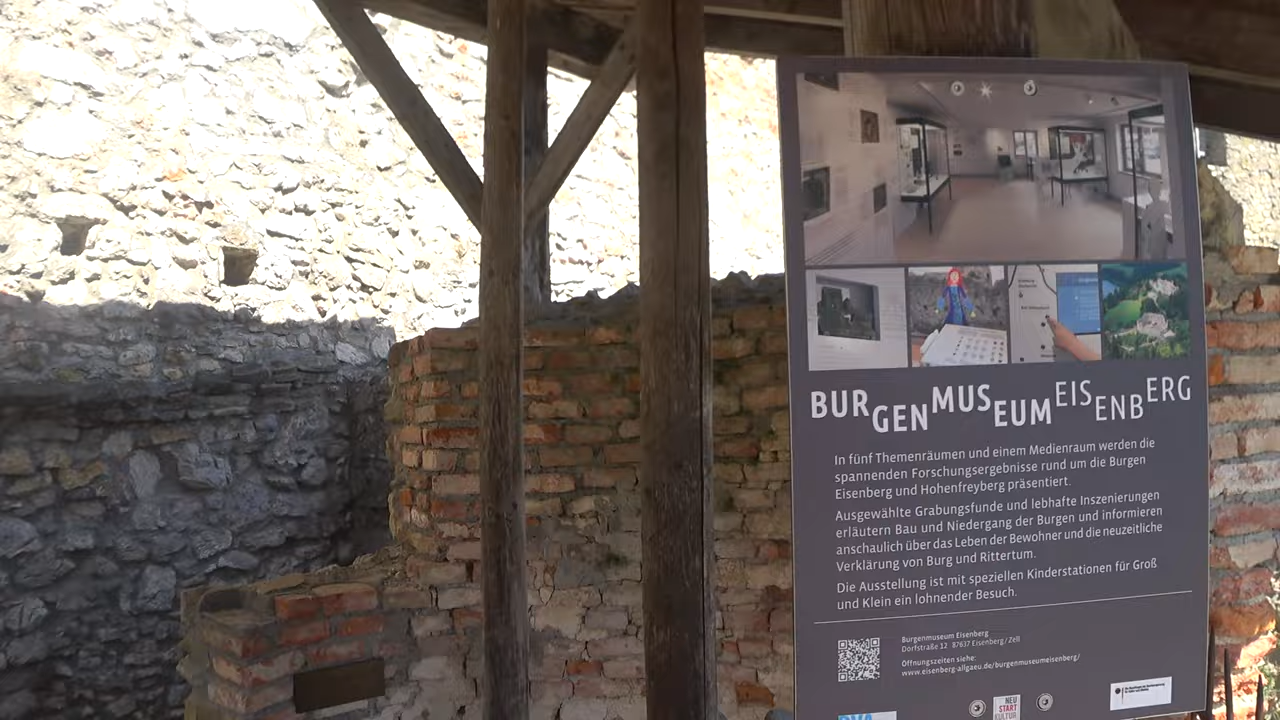 BURGENMUSEUMEISENBERG
In fünf Themenräumen und einem Medienraum werden die
spannenden Forschungsergebnisse rund um die Burgen
Eisenberg und Hohenfreyberg präsentiert.
Ausgewählte Grabungsfunde und lebhafte Inszenierungen
erläutern Bau und Niedergang der Burgen und informieren
anschaulich über das Leben der Bewohner und die neuzeitliche
Verklärung von Burg und Rittertum.
Die Ausstellung ist mit speziellen Kinderstationen für Groß
und Klein ein lohnender Besuch.
Burgenmuseum Eisenberg
Dorfstraße 12 87637 Eisenberg/Zell
Öffnungszeiten siehe:
www.eisenberg-allgaeu.de/burgenmuseumeisenberg/
NEU
START
KULTUR